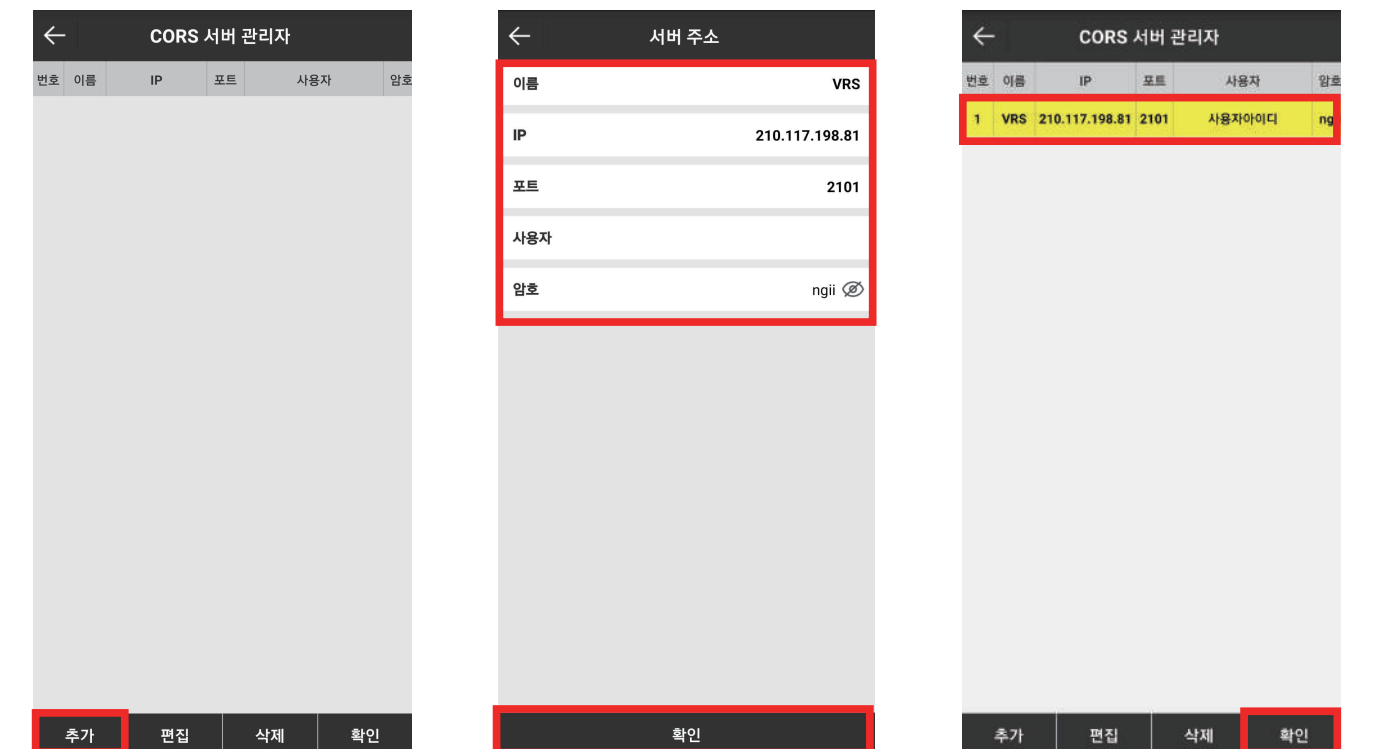 CORS 서버 관리자
번호 이름 IP 포트 사용자 암호
추가 편집 삭제 확인
서버 주소
이름 VRS
IP 210.117.198.81
포트 2101
사용자
암호 ngii
확인
CORS 서버 관리자
번호 이름 IP 포트 사용자 암호
1 VRS 210.117.198.81 2101 사용자아이디 ng
추가 편집 삭제 확인